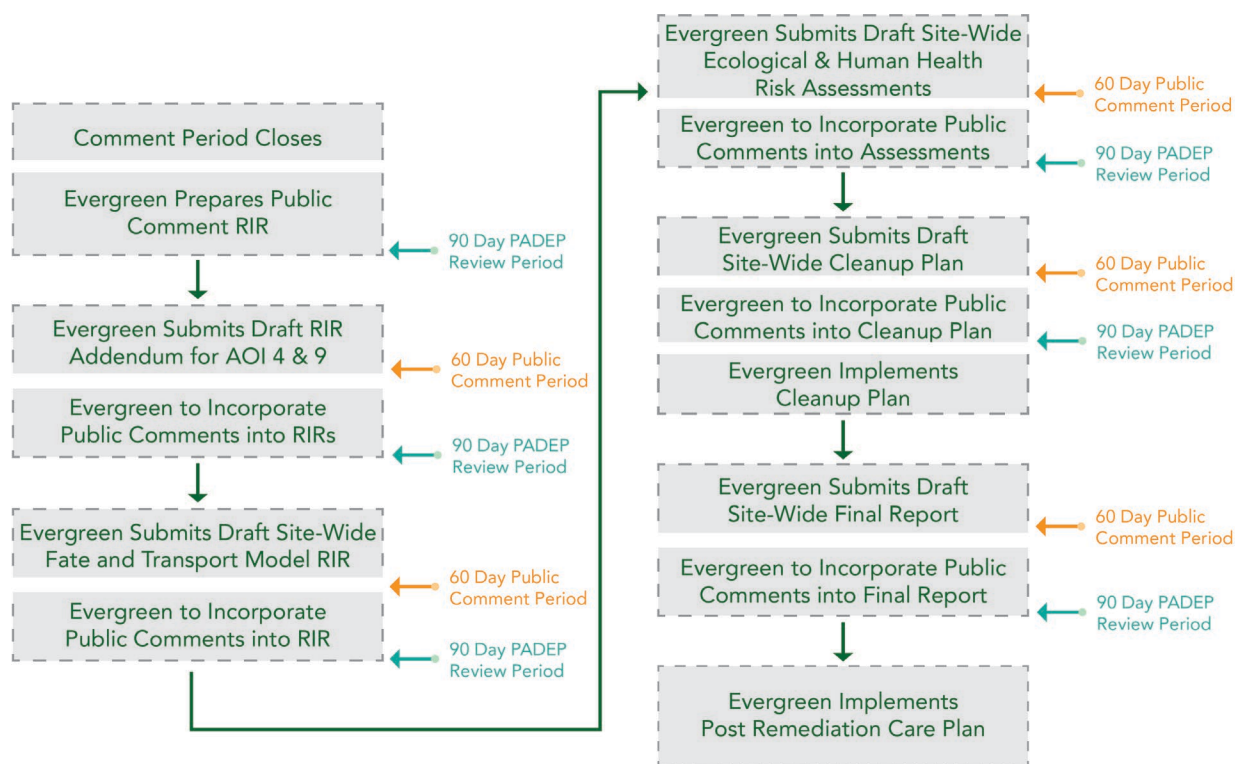 Comment Period Closes
Evergreen Prepares Public
Comment RIR
90 Day PADEP
Review Period
Evergreen Submits Draft RIR
Addendum for AOI 4 & 9
60 Day Public
Comment Period
Evergreen to Incorporate
Public Comments into RIRs
90 Day PADEP
Review Period
Evergreen Submits Draft Site-Wide
Fate and Transport Model RIR
60 Day Public
Comment Period
Evergreen to Incorporate
Public Comments into RIR
90 Day PADEP
Review Period
Evergreen Submits Draft Site-Wide
Ecological & Human Health
Risk Assessments
60 Day Public
Comment Period
Evergreen to Incorporate Public
Comments into Assessments
90 Day PADEP
Review Period
Evergreen Submits Draft
Site-Wide Cleanup Plan
60 Day Public
Comment Period
Evergreen to Incorporate Public
Comments into Cleanup Plan
90 Day PADEP
Review Period
Evergreen Implements
Cleanup Plan
Evergreen Submits Draft
Site-Wide Final Report
60 Day Public
Comment Period
Evergreen to Incorporate Public
Comments into Final Report
90 Day PADEP
Review Period
Evergreen Implements
Post Remediation Care Plan